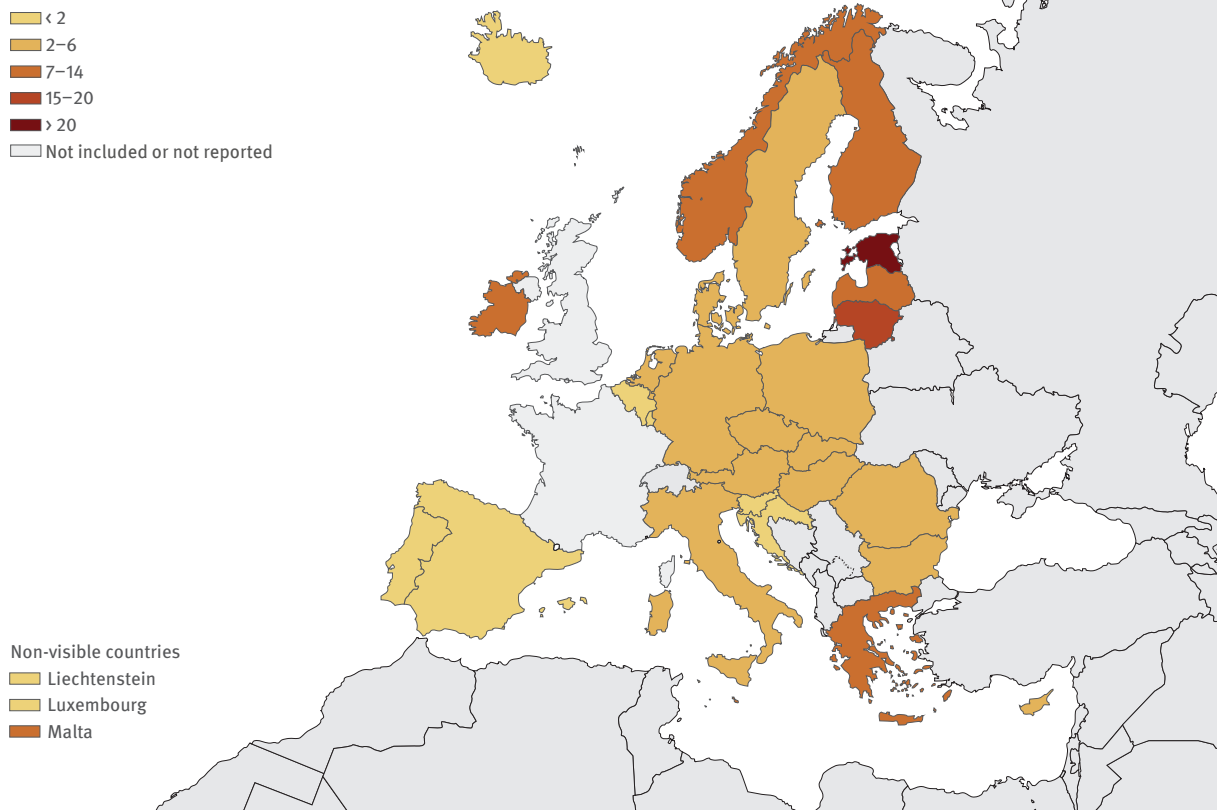 ‹ 2
2–6
7–14
15–20
› 20
Not included or not reported
Non-visible countries
Liechtenstein
Luxembourg
Malta